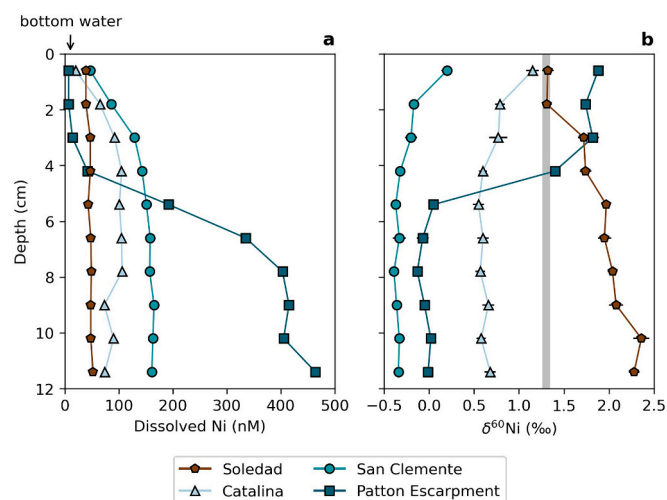 bottom water
a
b
0
2
4
6
8
10
12
Depth (cm)
0 100 200 300 400 500
Dissolved Ni (nM)
−0.5 0.0 0.5 1.0 1.5 2.0 2.5
δ⁶⁰Ni (‰)
Soledad
San Clemente
Catalina
Patton Escarpment